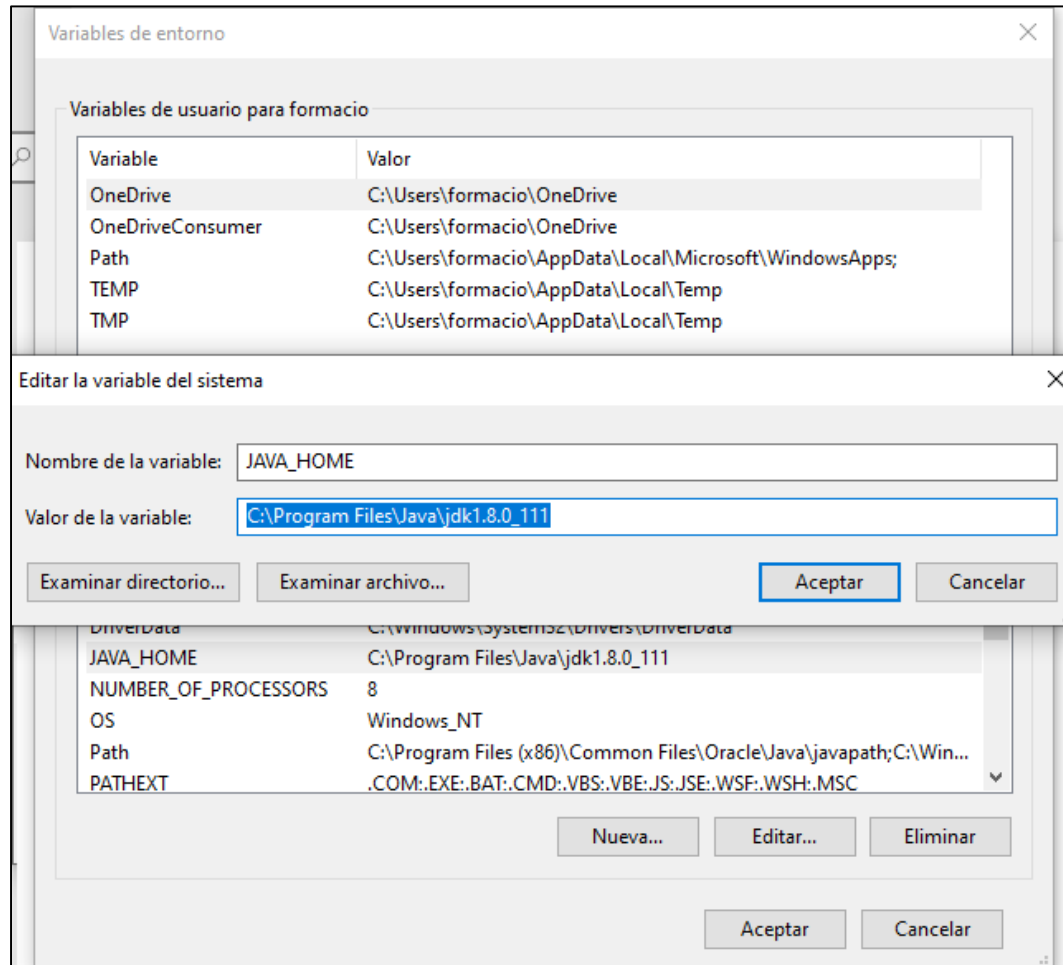 Variables de entorno
Variables de usuario para formacio
Variable Valor
OneDrive C:\Users\formacio\OneDrive
OneDriveConsumer C:\Users\formacio\OneDrive
Path C:\Users\formacio\AppData\Local\Microsoft\WindowsApps;
TEMP C:\Users\formacio\AppData\Local\Temp
TMP C:\Users\formacio\AppData\Local\Temp
Editar la variable del sistema
Nombre de la variable: JAVA_HOME
Valor de la variable: C:\Program Files\Java\jdk1.8.0_111
Examinar directorio... Examinar archivo... Aceptar Cancelar
DriverData C:\Windows\System32\Drivers\DriverData
JAVA_HOME C:\Program Files\Java\jdk1.8.0_111
NUMBER_OF_PROCESSORS 8
OS Windows_NT
Path C:\Program Files (x86)\Common Files\Oracle\Java\javapath;C:\Win...
PATHEXT .COM;.EXE;.BAT;.CMD;.VBS;.VBE;.JS;.JSE;.WSF;.WSH;.MSC
Nueva... Editar... Eliminar
Aceptar Cancelar